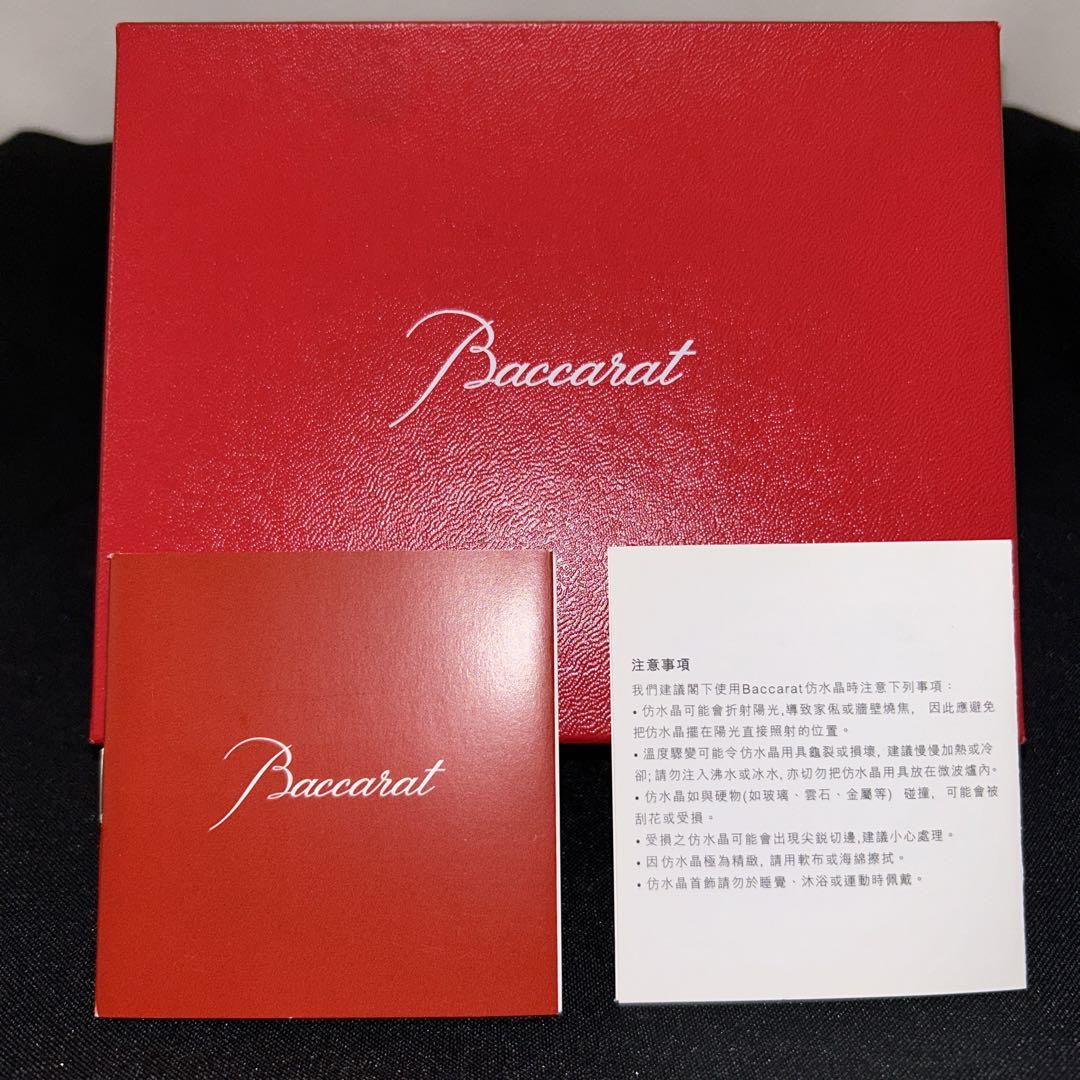 Baccarat
Baccarat
注意事項
我們建議閣下使用Baccarat仿水晶時注意下列事項：
• 仿水晶可能會折射陽光,導致家俬或牆壁燒焦, 因此應避免
把仿水晶擺在陽光直接照射的位置。
• 溫度驟變可能令仿水晶用具龜裂或損壞, 建議慢慢加熱或冷
卻; 請勿注入沸水或冰水, 亦切勿把仿水晶用具放在微波爐內。
• 仿水晶如與硬物(如玻璃、雲石、金屬等) 碰撞, 可能會被
刮花或受損。
• 受損之仿水晶可能會出現尖銳切邊,建議小心處理。
• 因仿水晶極為精緻, 請用軟布或海綿擦拭。
• 仿水晶首飾請勿於睡覺、沐浴或運動時佩戴。